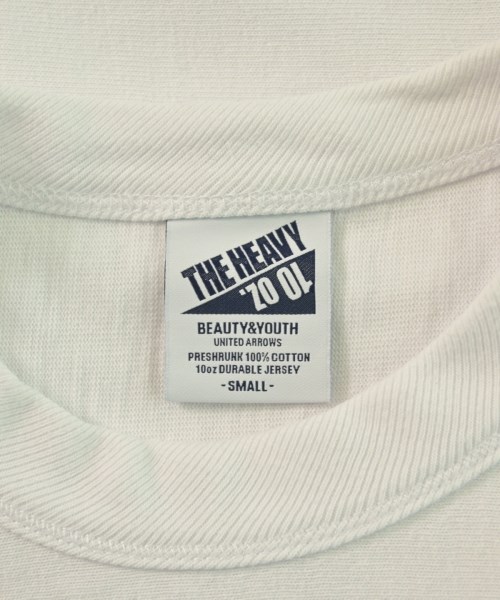 THE HEAVY
10 OZ.
BEAUTY&YOUTH
UNITED ARROWS
PRESHRUNK 100% COTTON
10oz DURABLE JERSEY
-SMALL-